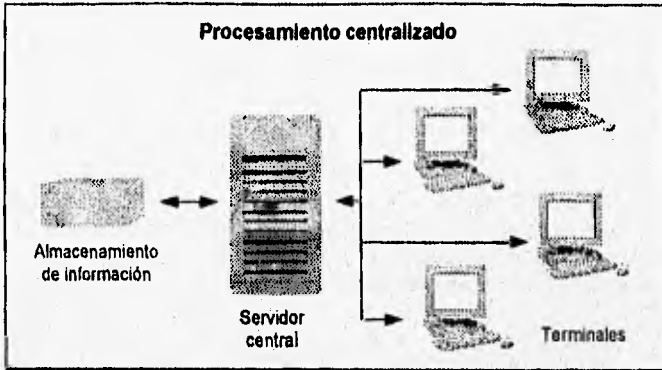 Procesamiento centralizado
Almacenamiento
de información
Servidor
central
Terminales